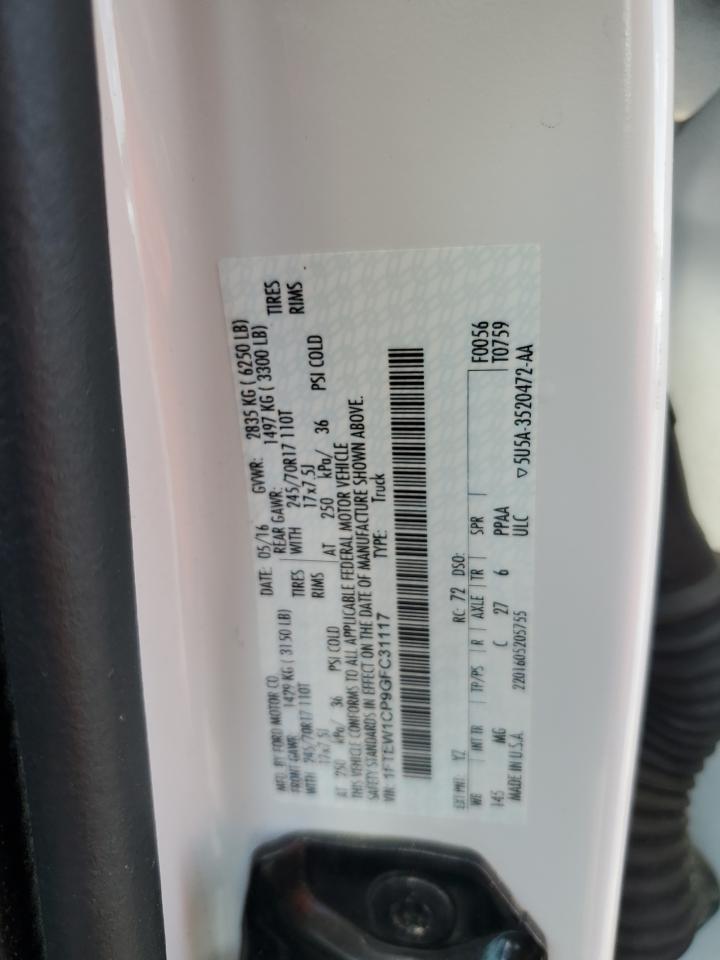 MFD. BY FORD MOTOR CO. DATE: 05/16 GVWR: 2835 KG ( 6250 LB)
FRONT GAWR: 1429 KG ( 3150 LB) REAR GAWR: 1497 KG ( 3300 LB)
WITH 245/70R17 110T TIRES WITH 245/70R17 110T TIRES
17x7.5J RIMS 17x7.5J RIMS
AT 250 kPa/ 36 PSI COLD AT 250 kPa/ 36 PSI COLD
THIS VEHICLE CONFORMS TO ALL APPLICABLE FEDERAL MOTOR VEHICLE
SAFETY STANDARDS IN EFFECT ON THE DATE OF MANUFACTURE SHOWN ABOVE.
VIN: 1FTEW1CP9GFC31117 TYPE: Truck
EXT PNT: YZ RC: 72 DSO: F0056
WB INT TR TP/PS R AXLE TR SPR T0759
145 MG C 27 6 PPAA
MADE IN U.S.A. 2201605205755 ULC ▽5U5A-3520472-AA